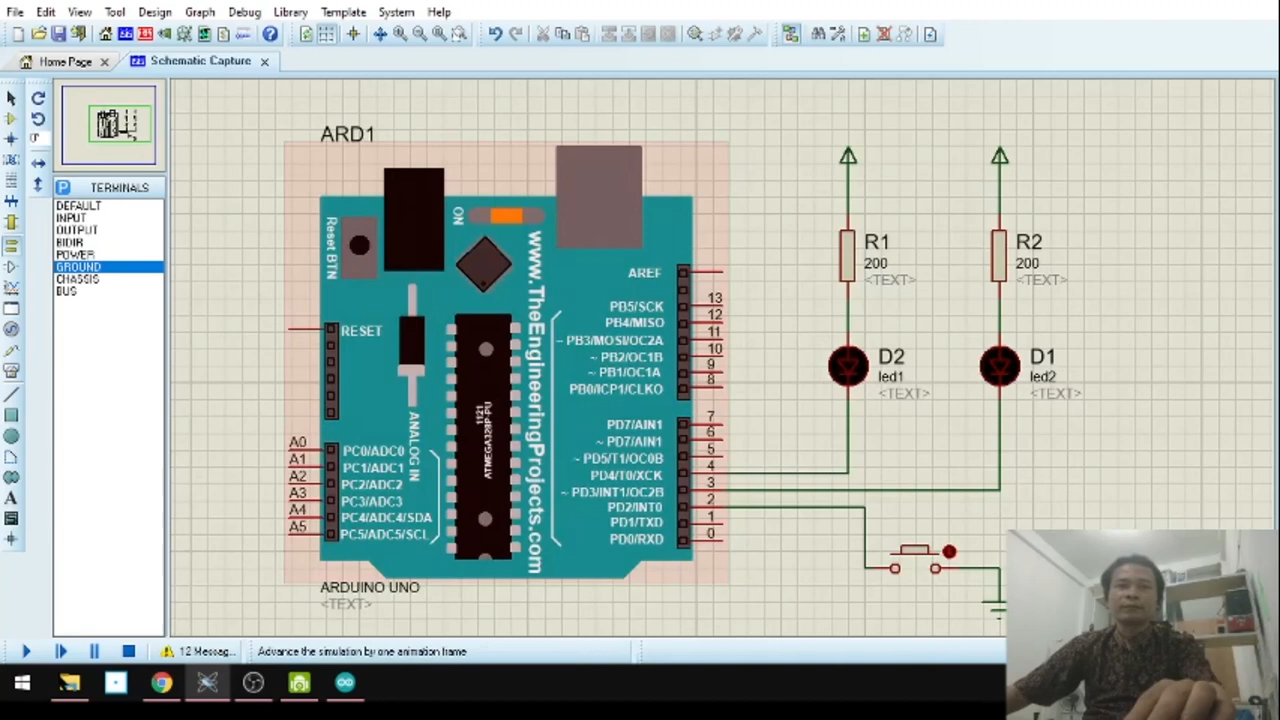 File Edit View Tool Design Graph Debug Library Template System Help
Home Page
Schematic Capture
TERMINALS
DEFAULT
INPUT
OUTPUT
BIDIR
POWER
GROUND
CHASSIS
BUS
ARD1
Reset BTN
ON
www.TheEngineeringProjects.com
RESET
ANALOG IN
1121
ATMEGA328P-PU
AREF
PB5/SCK 13
PB4/MISO 12
~ PB3/MOSI/OC2A 11
~ PB2/OC1B 10
~ PB1/OC1A 9
PB0/ICP1/CLKO 8
PD7/AIN1 7
~ PD7/AIN1 6
~ PD5/T1/OC0B 5
PD4/T0/XCK 4
~ PD3/INT1/OC2B 3
PD2/INT0 2
PD1/TXD 1
PD0/RXD 0
A0 PC0/ADC0
A1 PC1/ADC1
A2 PC2/ADC2
A3 PC3/ADC3
A4 PC4/ADC4/SDA
A5 PC5/ADC5/SCL
ARDUINO UNO
<TEXT>
R1
200
<TEXT>
R2
200
<TEXT>
D2
led1
<TEXT>
D1
led2
<TEXT>
12 Messag...
Advance the simulation by one animation frame